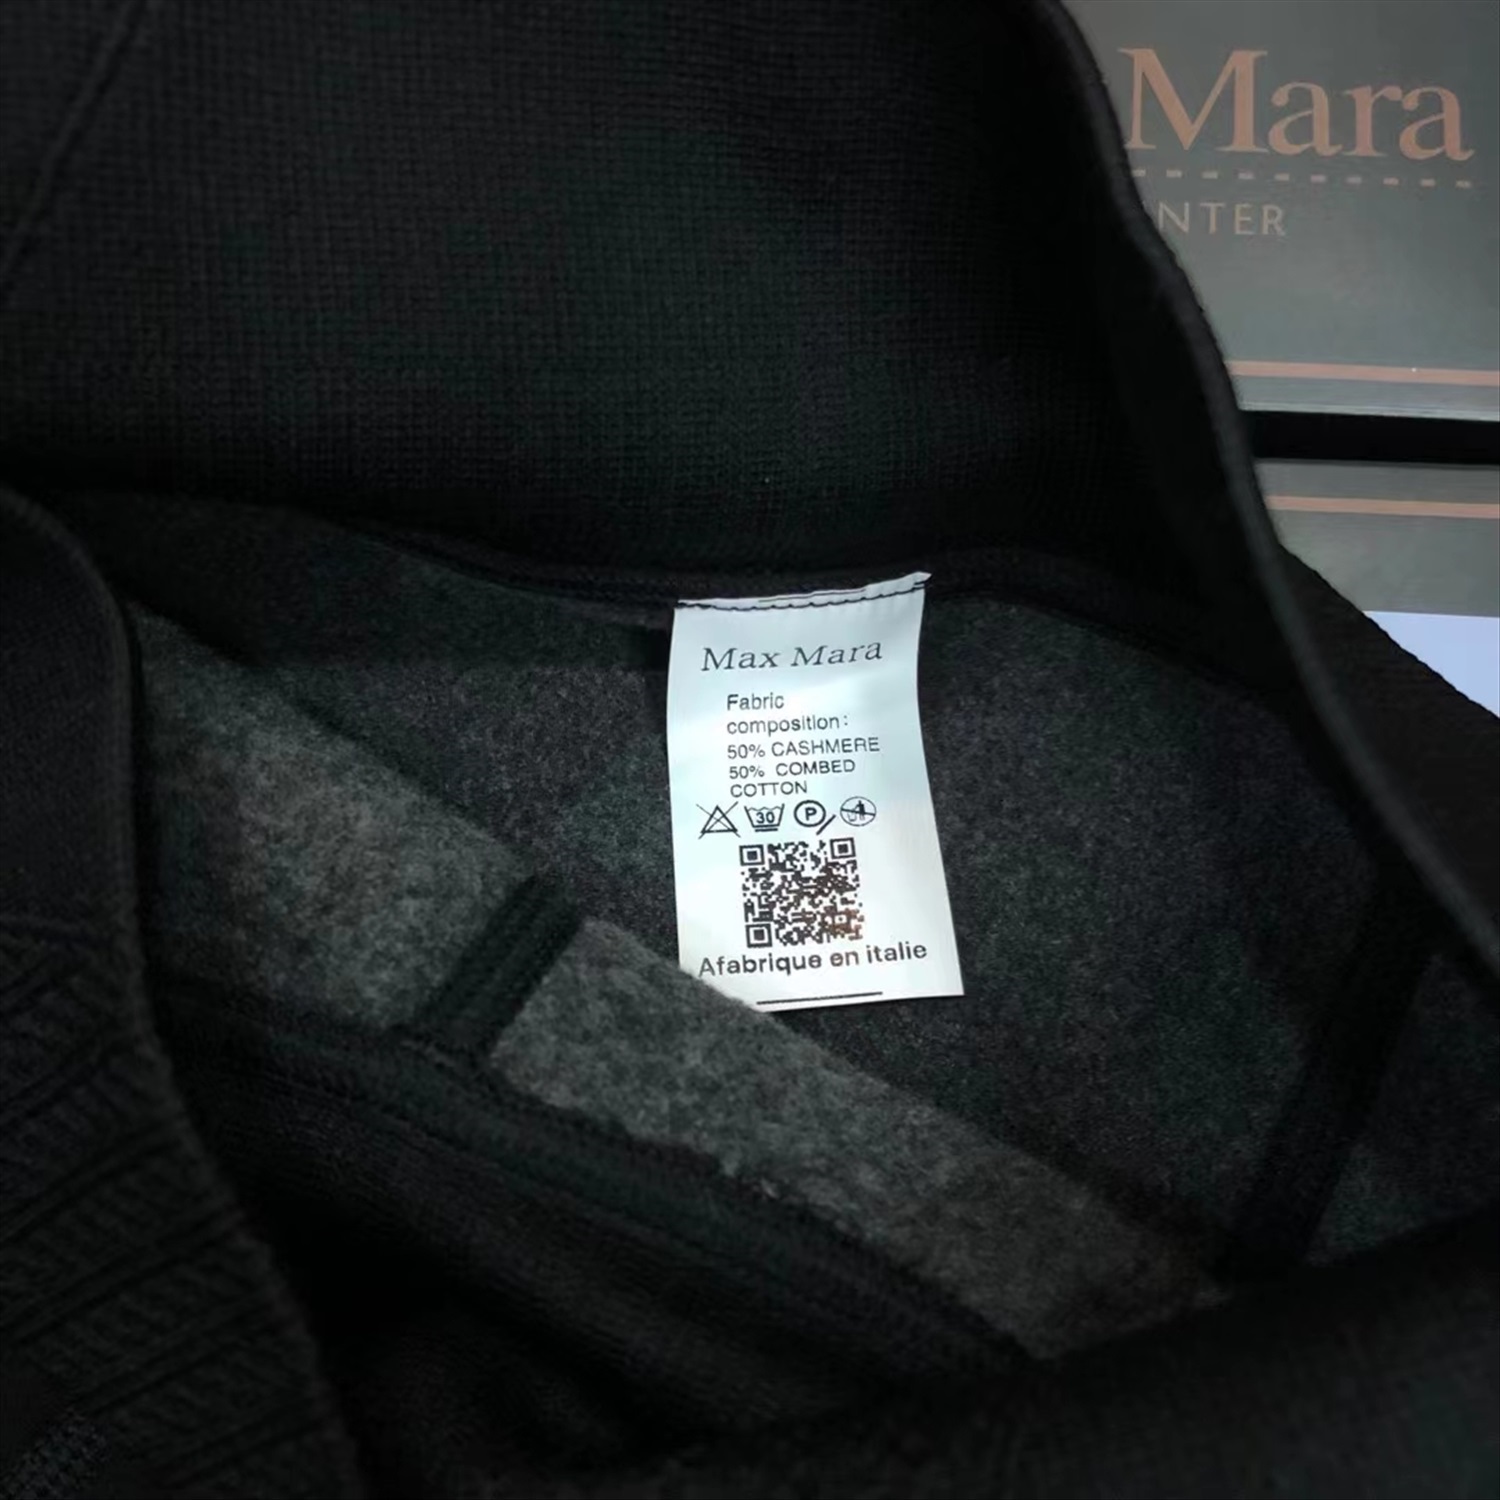 Mara
NTER
Max Mara
Fabric
composition:
50% CASHMERE
50% COMBED
COTTON
30 P
Afabrique en italie